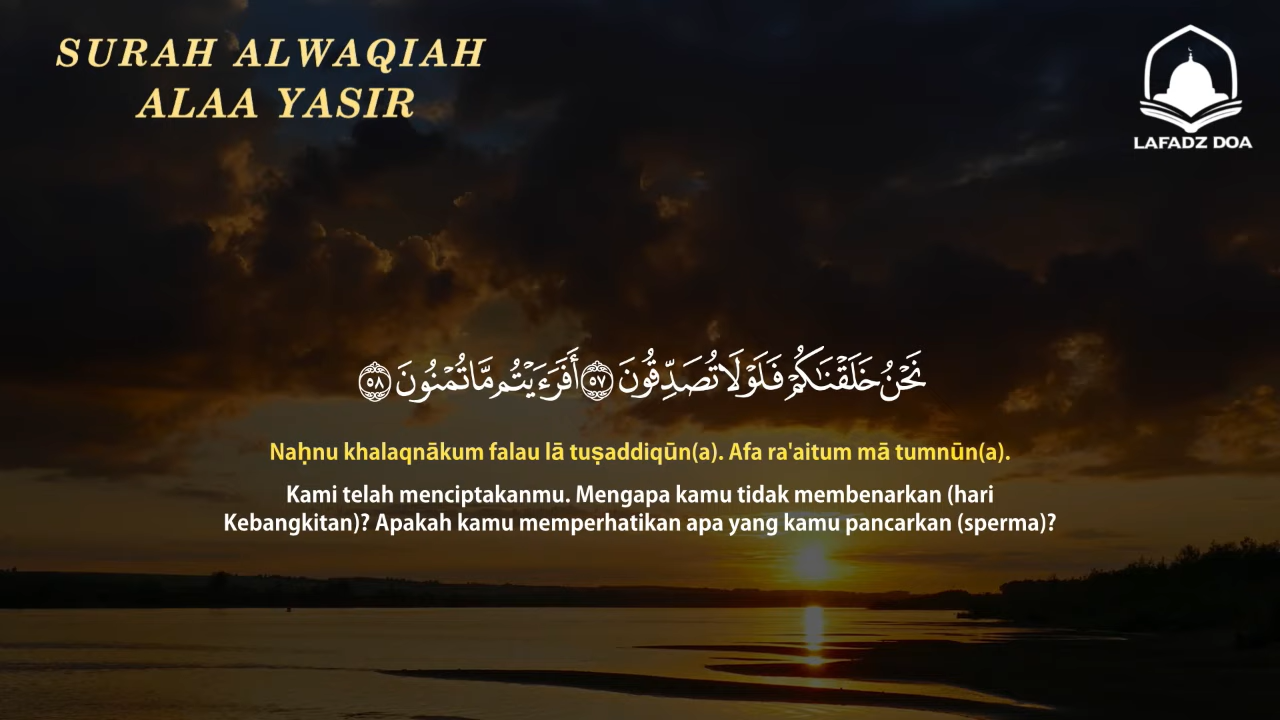 SURAH ALWAQIAH
ALAA YASIR
LAFADZ DOA
نَحْنُ خَلَقْنٰكُمْ فَلَوْلَا تُصَدِّقُونَ ٥٧ أَفَرَءَيْتُم مَّا تُمْنُونَ ٥٨
Naḥnu khalaqnākum falau lā tuṣaddiqūn(a). Afa ra'aitum mā tumnūn(a).
Kami telah menciptakanmu. Mengapa kamu tidak membenarkan (hari
Kebangkitan)? Apakah kamu memperhatikan apa yang kamu pancarkan (sperma)?